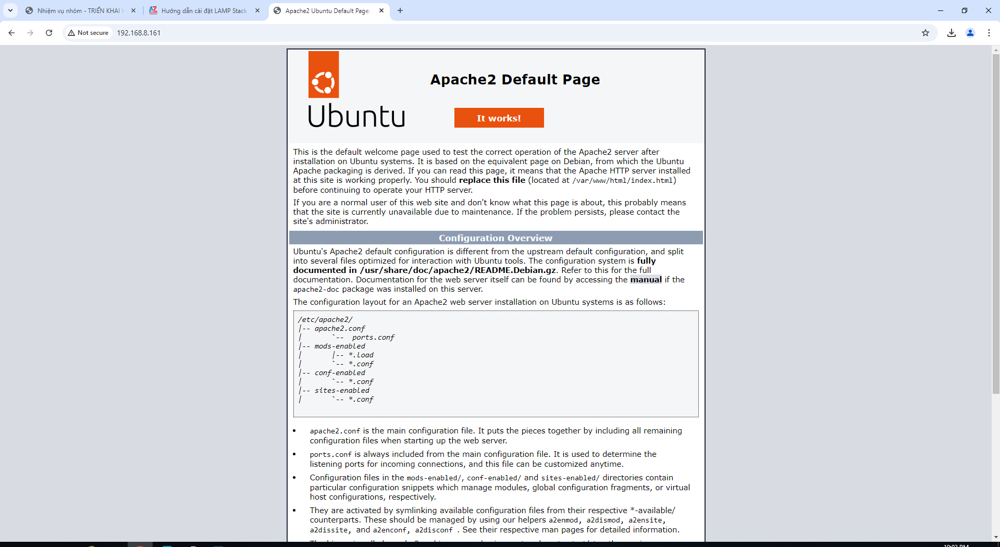 Nhiệm vụ nhóm - TRIỂN KHAI
Hướng dẫn cài đặt LAMP Stack
Apache2 Ubuntu Default Page:
Not secure
192.168.8.161
Apache2 Default Page
Ubuntu
It works!
This is the default welcome page used to test the correct operation of the Apache2 server after
installation on Ubuntu systems. It is based on the equivalent page on Debian, from which the Ubuntu
Apache packaging is derived. If you can read this page, it means that the Apache HTTP server installed
at this site is working properly. You should replace this file (located at /var/www/html/index.html)
before continuing to operate your HTTP server.
If you are a normal user of this web site and don't know what this page is about, this probably means
that the site is currently unavailable due to maintenance. If the problem persists, please contact the
site's administrator.
Configuration Overview
Ubuntu's Apache2 default configuration is different from the upstream default configuration, and split
into several files optimized for interaction with Ubuntu tools. The configuration system is fully
documented in /usr/share/doc/apache2/README.Debian.gz. Refer to this for the full
documentation. Documentation for the web server itself can be found by accessing the manual if the
apache2-doc package was installed on this server.
The configuration layout for an Apache2 web server installation on Ubuntu systems is as follows:
/etc/apache2/
|-- apache2.conf
|       `--  ports.conf
|-- mods-enabled
|       |-- *.load
|       `-- *.conf
|-- conf-enabled
|       `-- *.conf
|-- sites-enabled
|       `-- *.conf
• apache2.conf is the main configuration file. It puts the pieces together by including all remaining
configuration files when starting up the web server.
• ports.conf is always included from the main configuration file. It is used to determine the
listening ports for incoming connections, and this file can be customized anytime.
• Configuration files in the mods-enabled/, conf-enabled/ and sites-enabled/ directories contain
particular configuration snippets which manage modules, global configuration fragments, or virtual
host configurations, respectively.
• They are activated by symlinking available configuration files from their respective *-available/
counterparts. These should be managed by using our helpers a2enmod, a2dismod, a2ensite,
a2dissite, and a2enconf, a2disconf . See their respective man pages for detailed information.